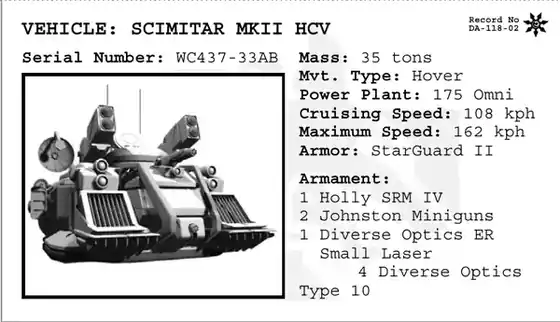 VEHICLE: SCIMITAR MKII HCV
Record No
DA-118-02
Serial Number: WC437-33AB
Mass: 35 tons
Mvt. Type: Hover
Power Plant: 175 Omni
Cruising Speed: 108 kph
Maximum Speed: 162 kph
Armor: StarGuard II
Armament:
1 Holly SRM IV
2 Johnston Miniguns
1 Diverse Optics ER
Small Laser
4 Diverse Optics
Type 10